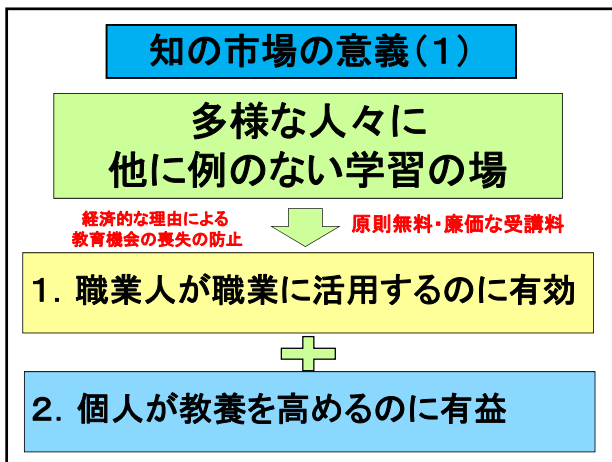 知の市場の意義(1)
多様な人々に
他に例のない学習の場
経済的な理由による
教育機会の喪失の防止
原則無料・廉価な受講料
1．職業人が職業に活用するのに有効
2．個人が教養を高めるのに有益